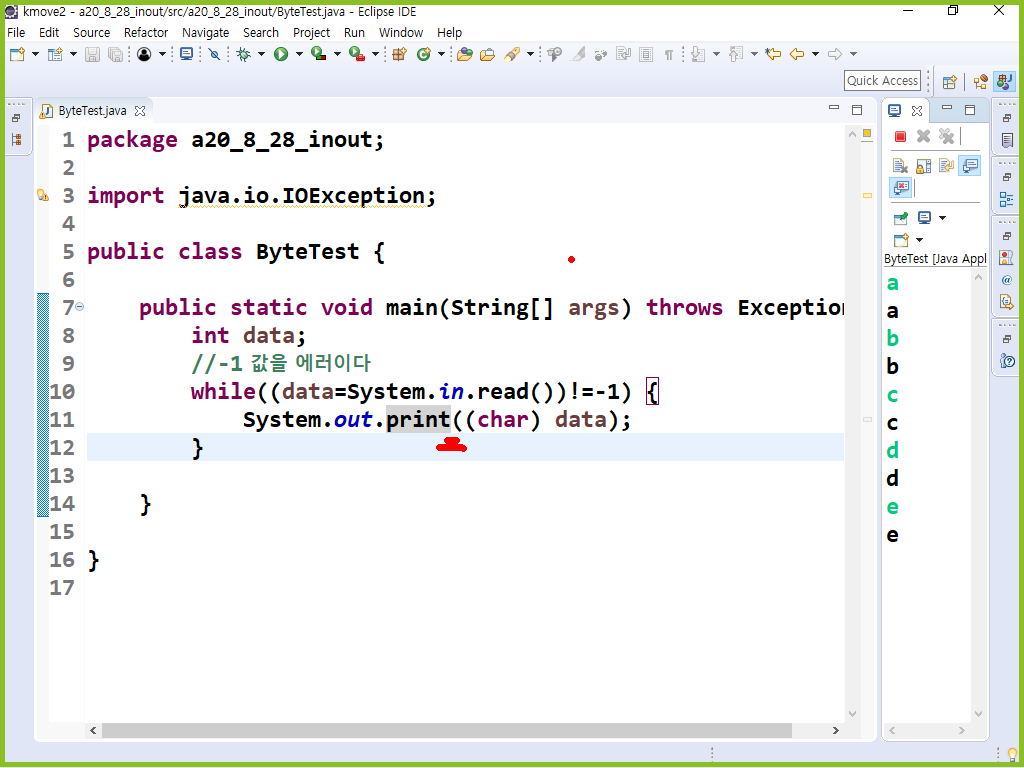 kmove2 - a20_8_28_inout/src/a20_8_28_inout/ByteTest.java - Eclipse IDE
File Edit Source Refactor Navigate Search Project Run Window Help
Quick Access
ByteTest.java
1 package a20_8_28_inout;
2
3 import java.io.IOException;
4
5 public class ByteTest {
6
7 public static void main(String[] args) throws Exception
8 int data;
9 //-1 값을 에러이다
10 while((data=System.in.read())!=-1) {
11 System.out.print((char) data);
12 }
13
14 }
15
16 }
17
ByteTest [Java Appl
a
a
b
b
c
c
d
d
e
e